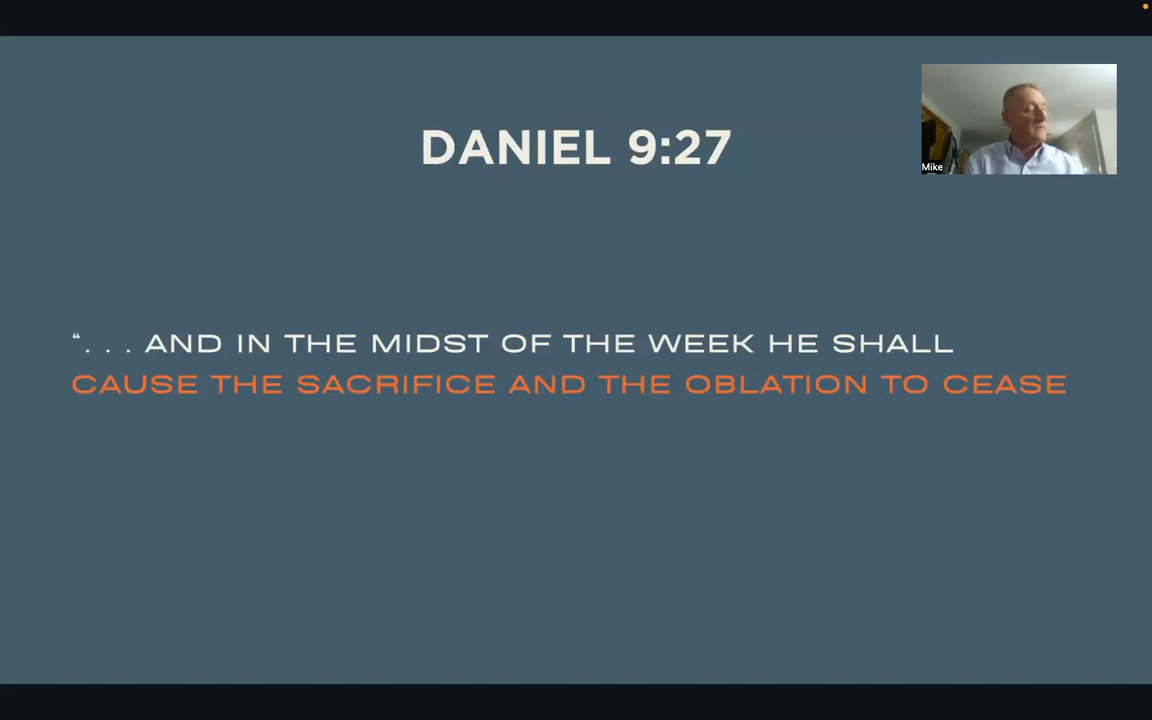 DANIEL 9:27
Mike
“. . . AND IN THE MIDST OF THE WEEK HE SHALL
CAUSE THE SACRIFICE AND THE OBLATION TO CEASE